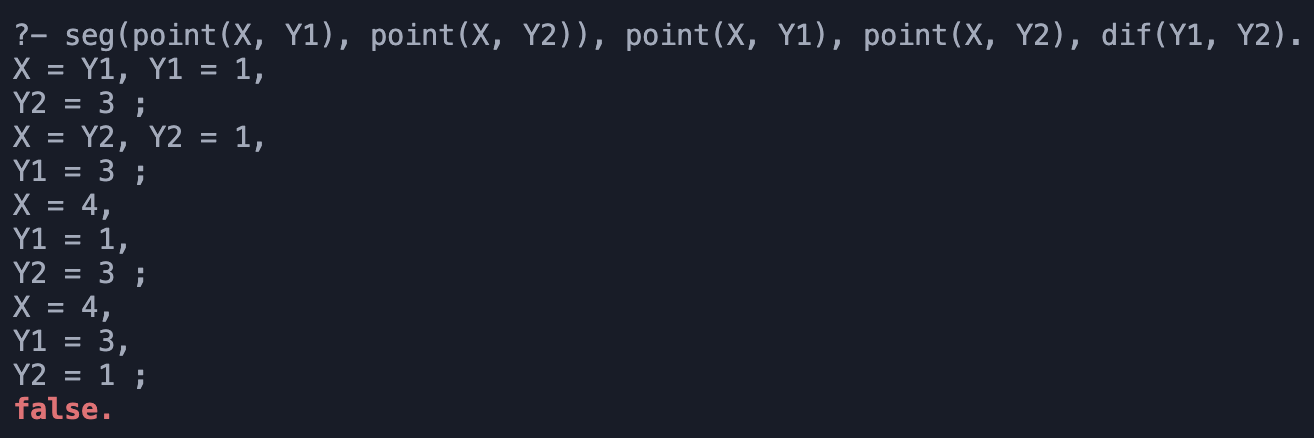 ?- seg(point(X, Y1), point(X, Y2)), point(X, Y1), point(X, Y2), dif(Y1, Y2).
X = Y1, Y1 = 1,
Y2 = 3 ;
X = Y2, Y2 = 1,
Y1 = 3 ;
X = 4,
Y1 = 1,
Y2 = 3 ;
X = 4,
Y1 = 3,
Y2 = 1 ;
false.